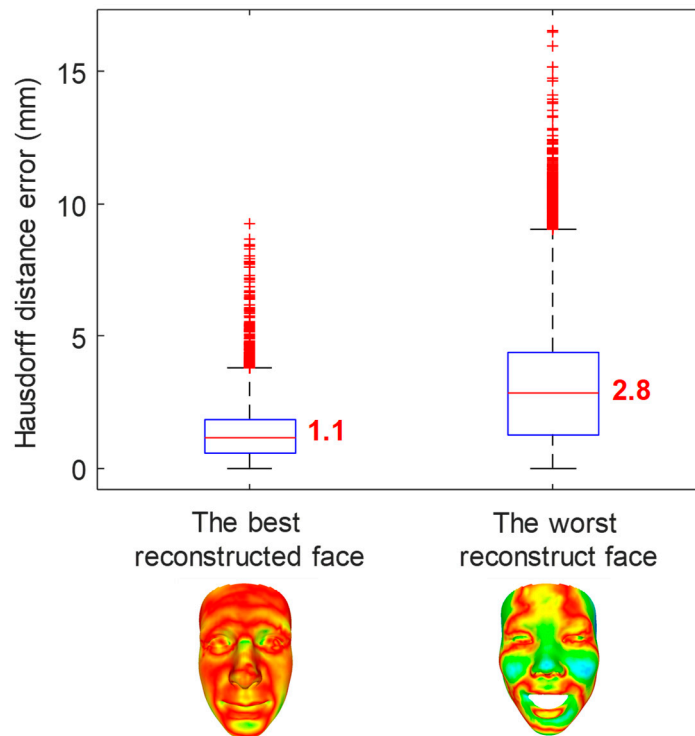 Hausdorff distance error (mm)
15
10
5
0
1.1
2.8
The best
reconstructed face
The worst
reconstruct face